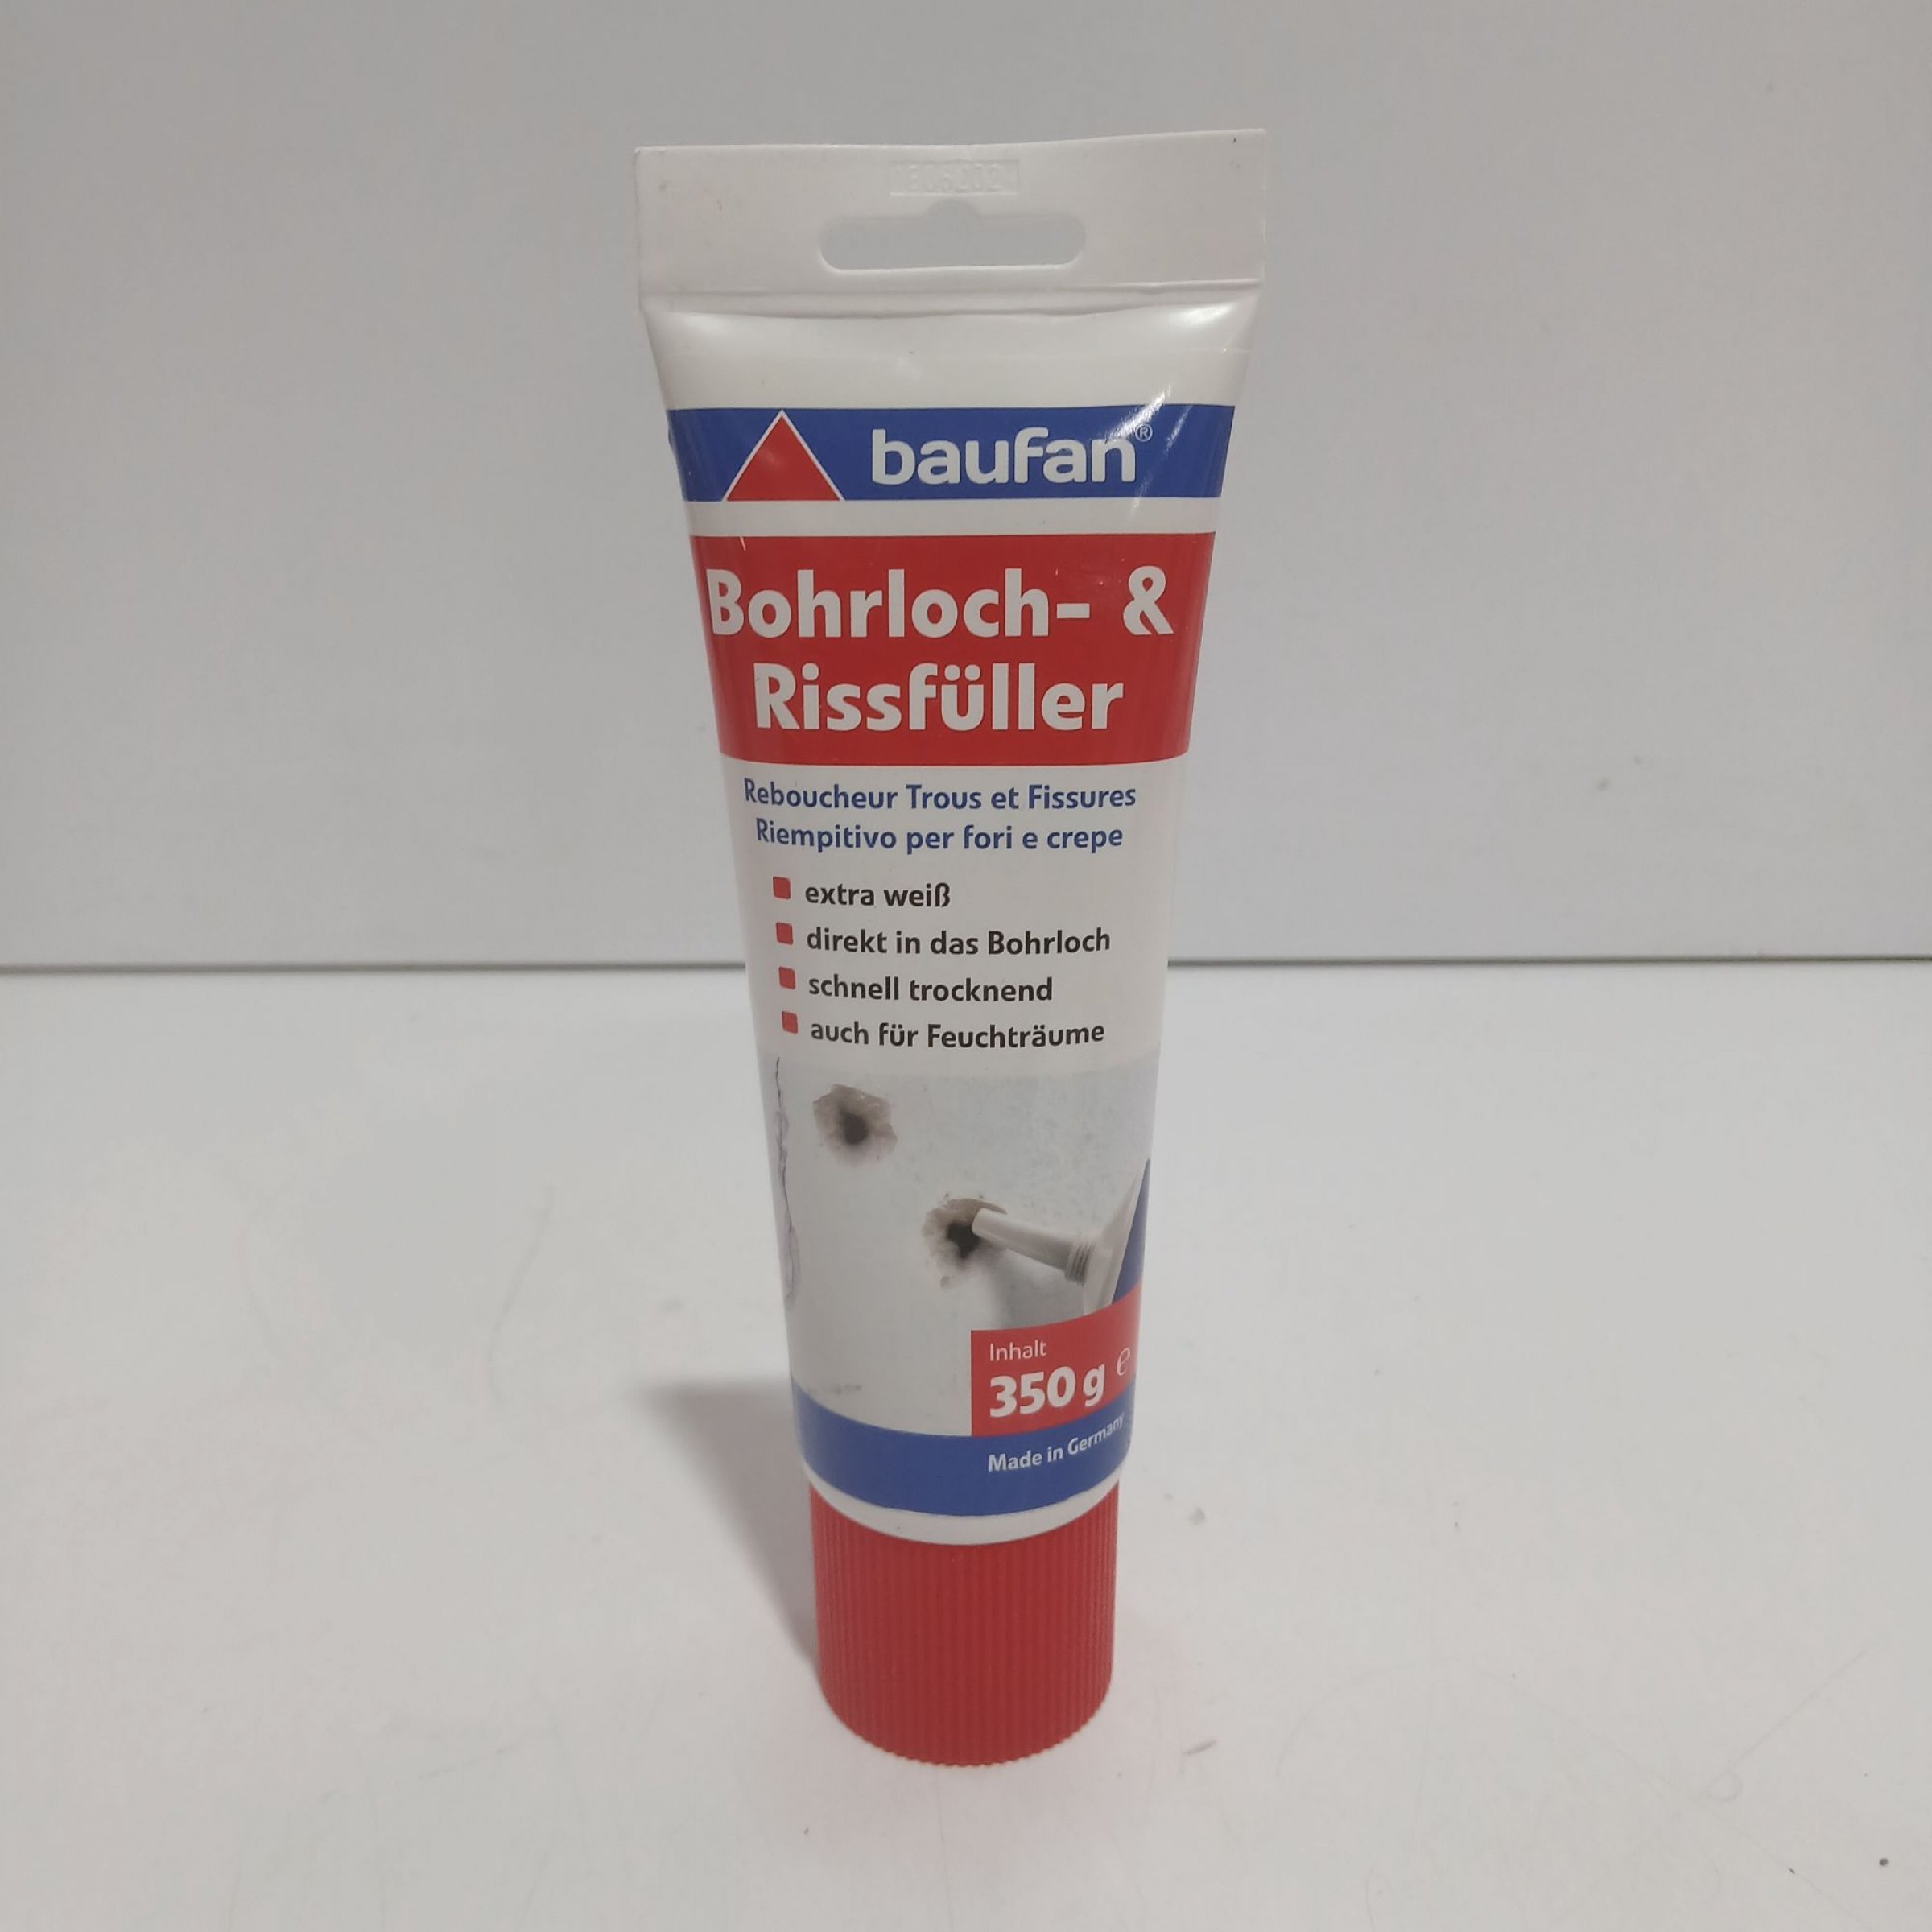 baufan®
Bohrloch- &
Rissfüller
Reboucheur Trous et Fissures
Riempitivo per fori e crepe
extra weiß
direkt in das Bohrloch
schnell trocknend
auch für Feuchträume
Inhalt
350 g ℮
Made in Germany